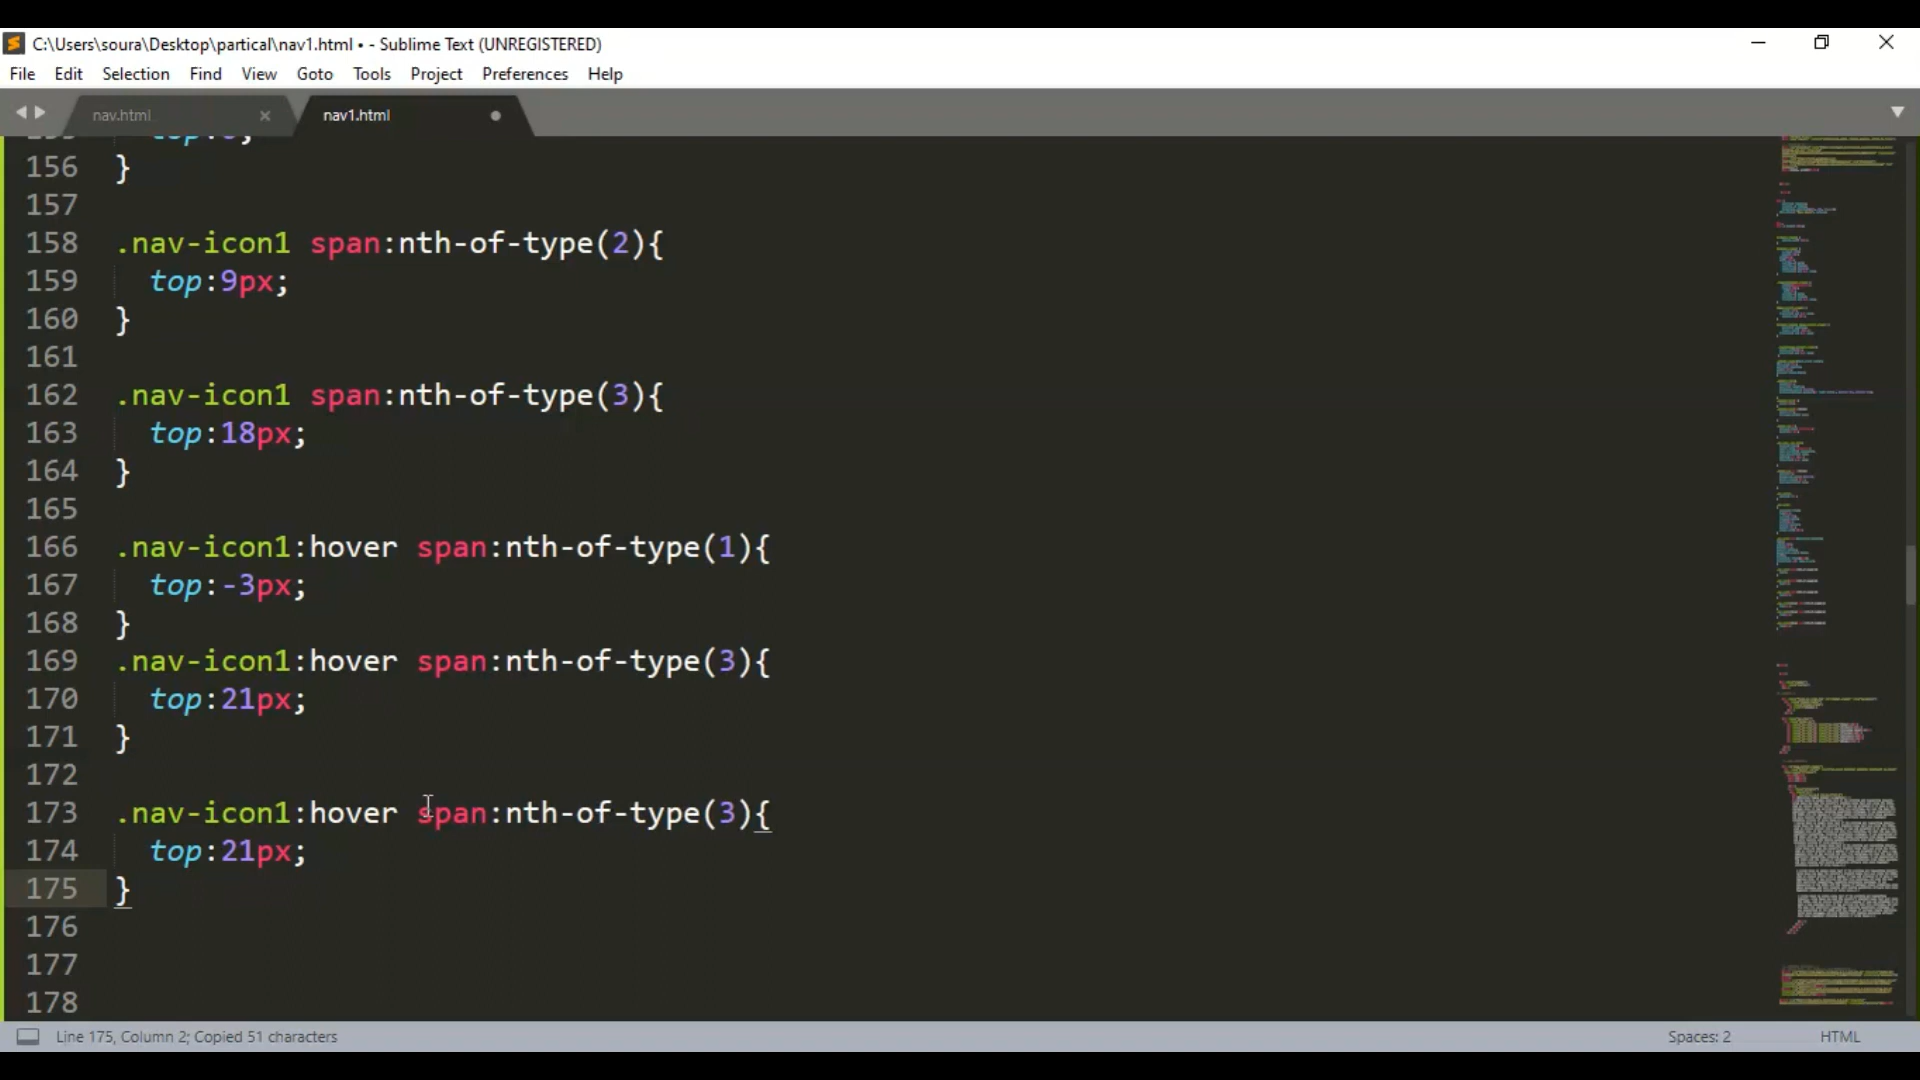 C:\Users\soura\Desktop\partical\nav1.html • - Sublime Text (UNREGISTERED)
File Edit Selection Find View Goto Tools Project Preferences Help
nav.html nav1.html
156 }
157
158 .nav-icon1 span:nth-of-type(2){
159 top:9px;
160 }
161
162 .nav-icon1 span:nth-of-type(3){
163 top:18px;
164 }
165
166 .nav-icon1:hover span:nth-of-type(1){
167 top:-3px;
168 }
169 .nav-icon1:hover span:nth-of-type(3){
170 top:21px;
171 }
172
173 .nav-icon1:hover span:nth-of-type(3){
174 top:21px;
175 }
176
177
178
Line 175, Column 2; Copied 51 characters Spaces: 2 HTML